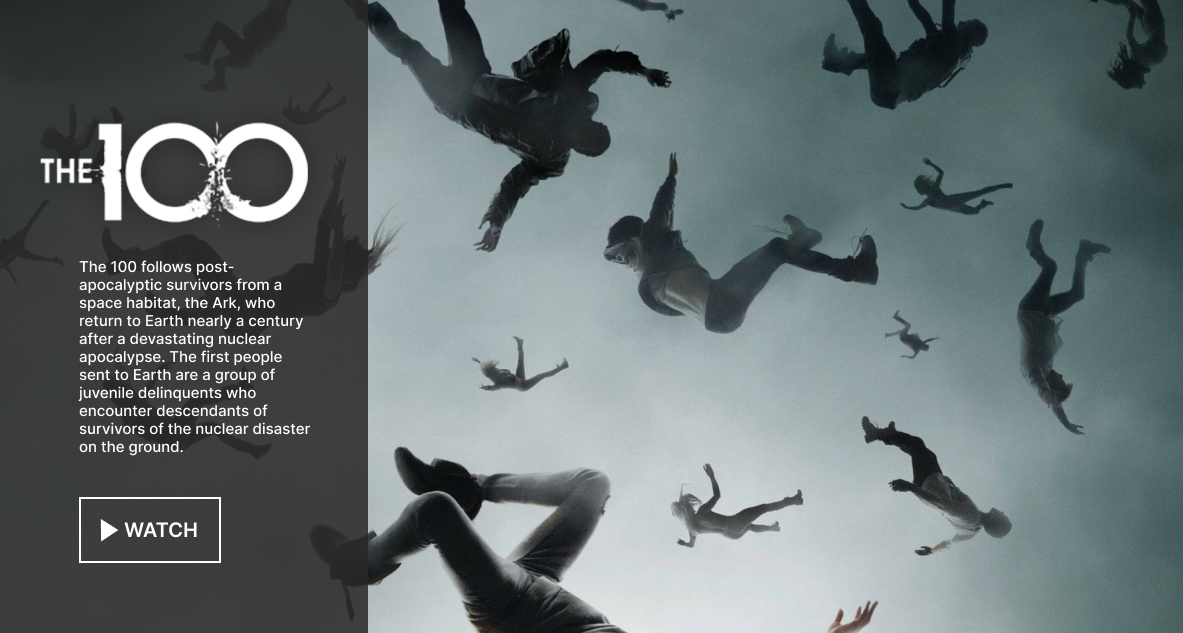 THE 100
The 100 follows post-
apocalyptic survivors from a
space habitat, the Ark, who
return to Earth nearly a century
after a devastating nuclear
apocalypse. The first people
sent to Earth are a group of
juvenile delinquents who
encounter descendants of
survivors of the nuclear disaster
on the ground.
WATCH